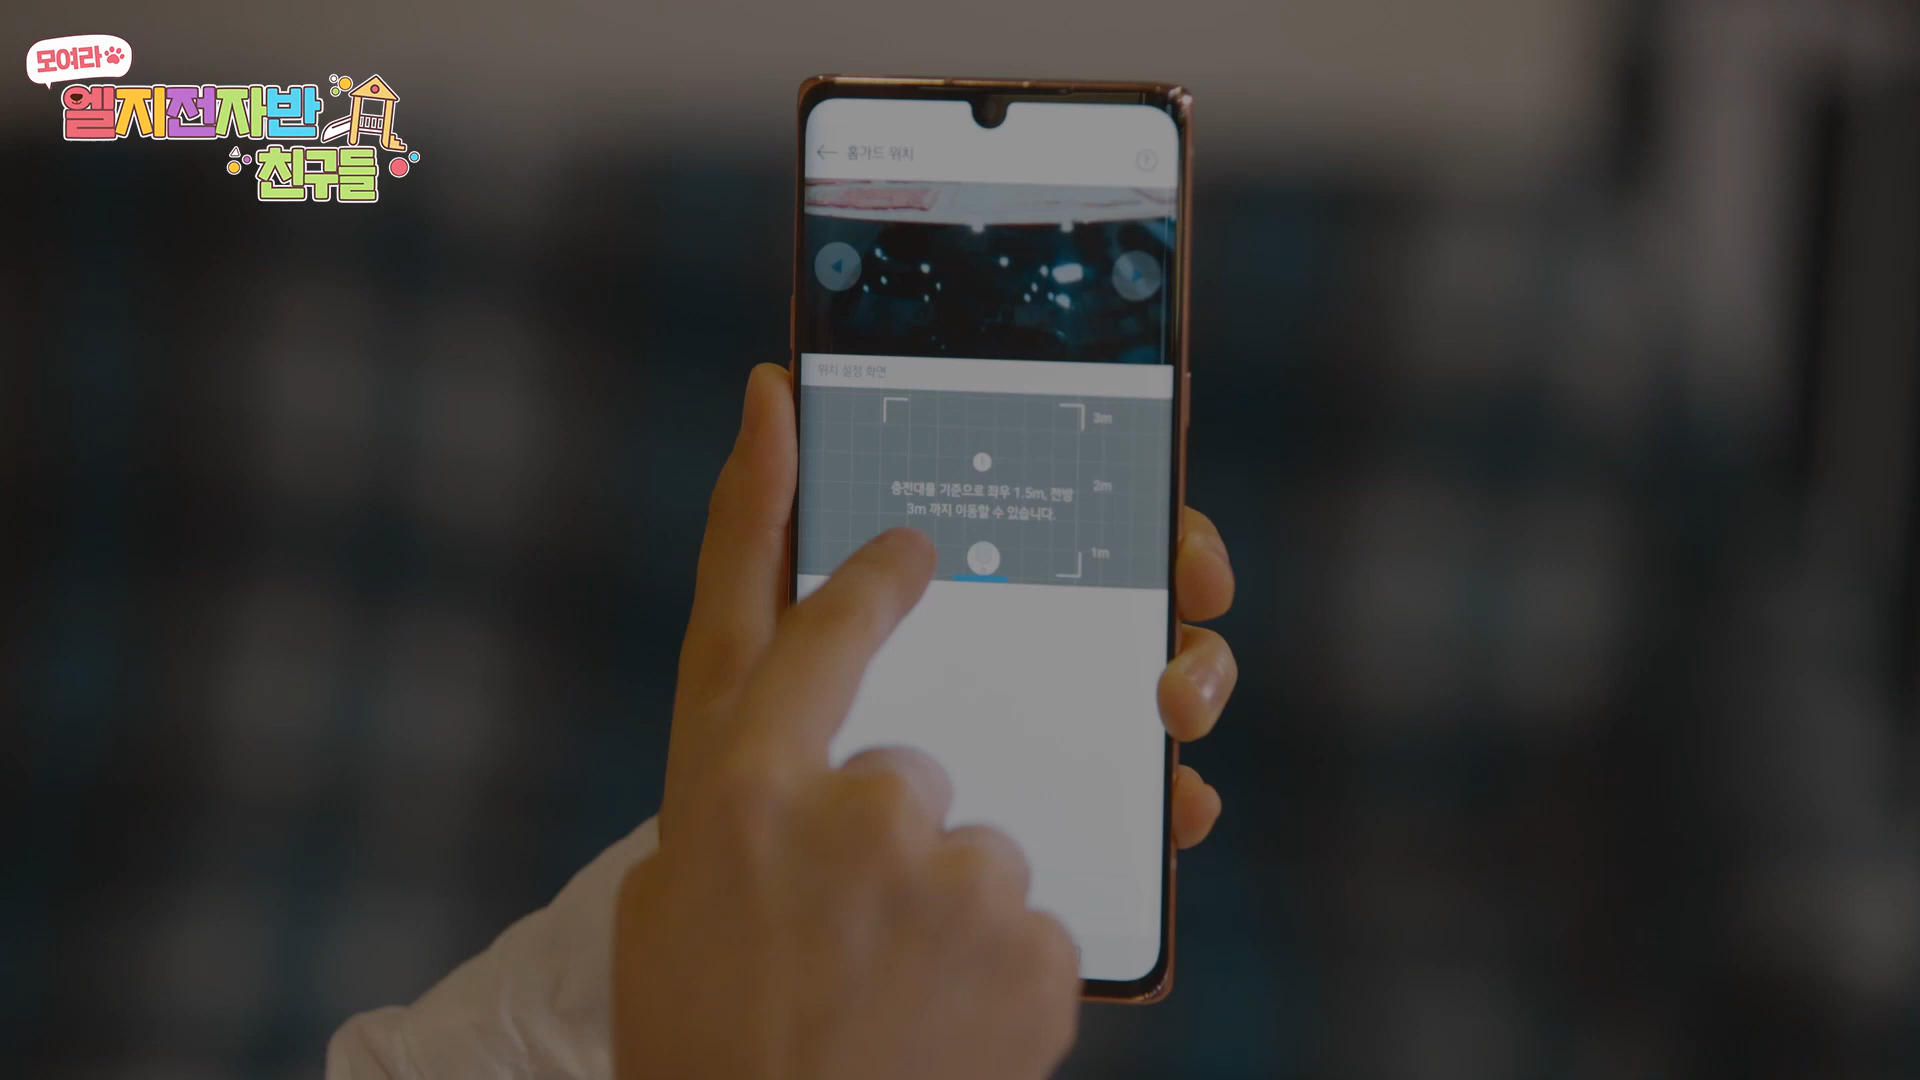 모여라
엘지전자반
친구들
홈가드 위치
위치 설정 화면
3m
2m
충전대를 기준으로 좌우 1.5m, 전방
3m 까지 이동할 수 있습니다.
1m